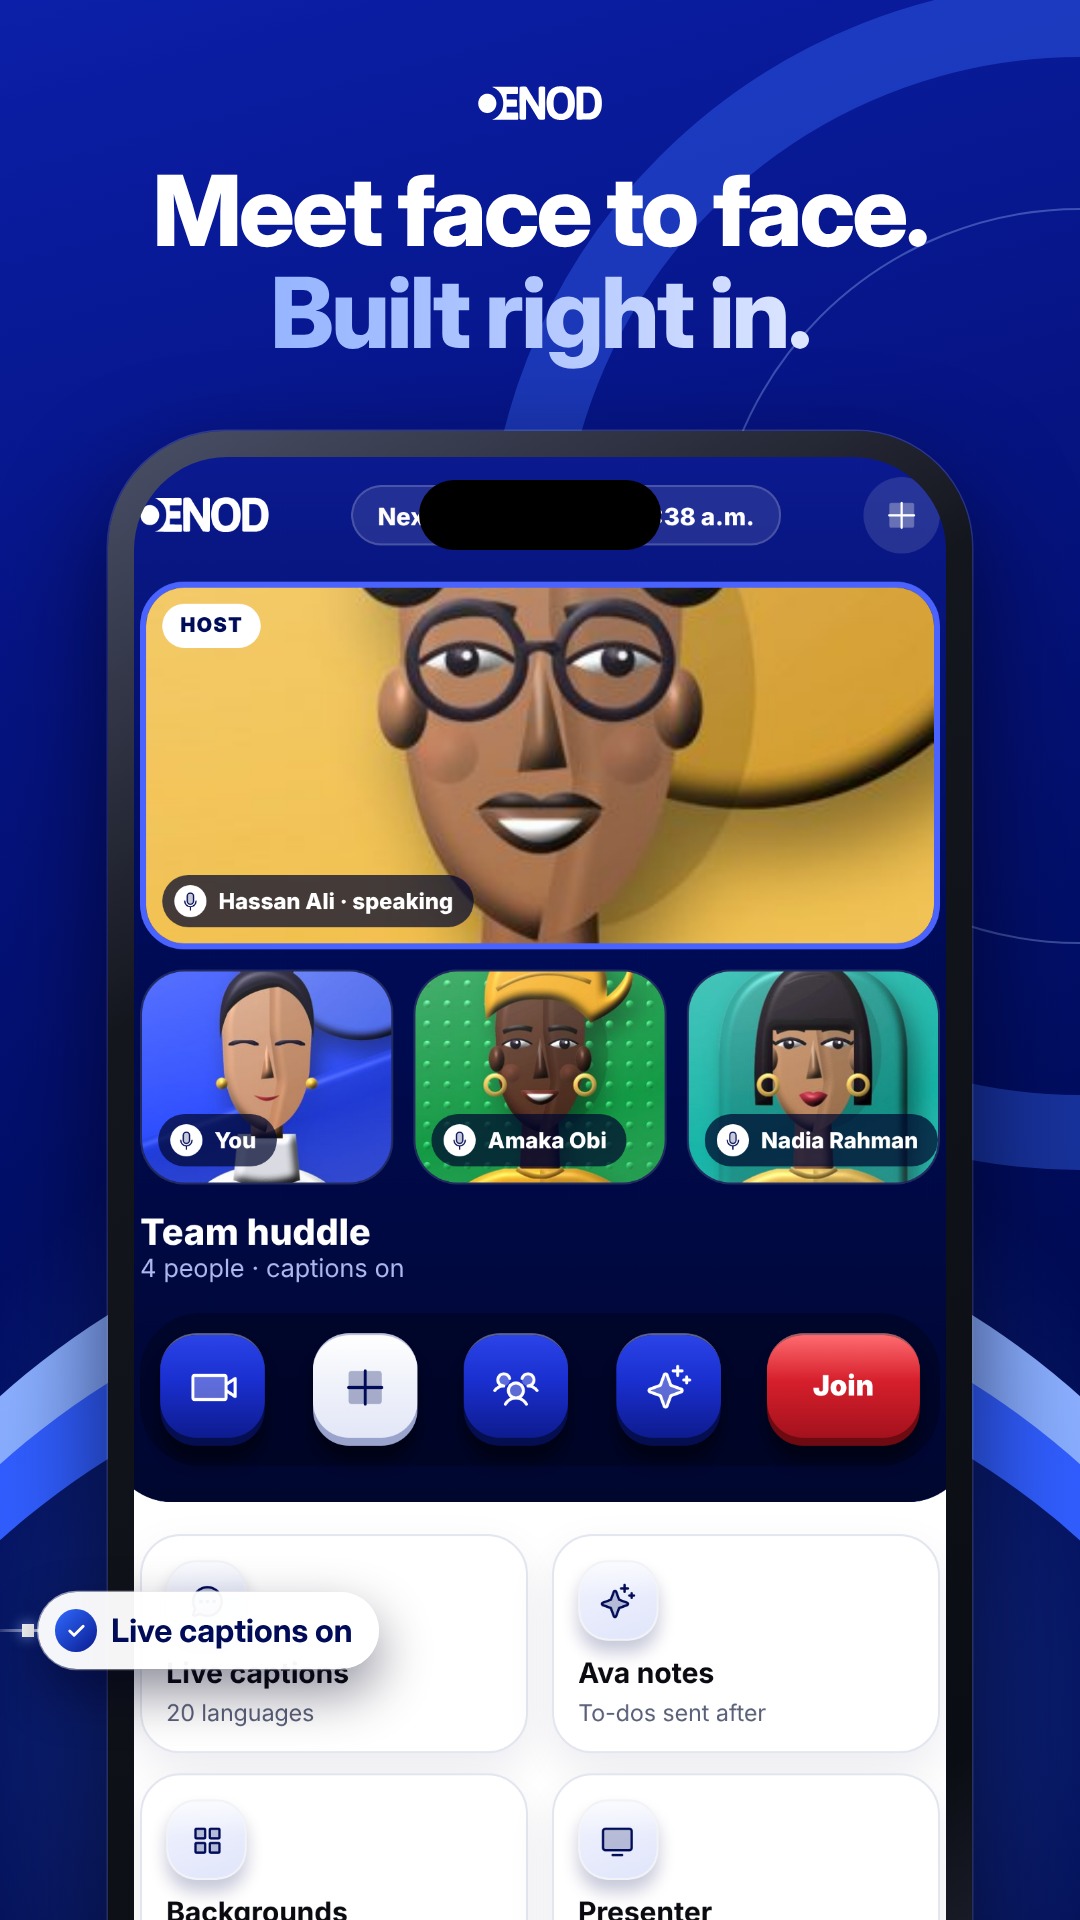 ENOD
Meet face to face.
Built right in.
ENOD
38 a.m.
HOST
Hassan Ali · speaking
You
Amaka Obi
Nadia Rahman
Team huddle
4 people · captions on
Join
Live captions on
Live captions
20 languages
Ava notes
To-dos sent after
Backgrounds
Presenter